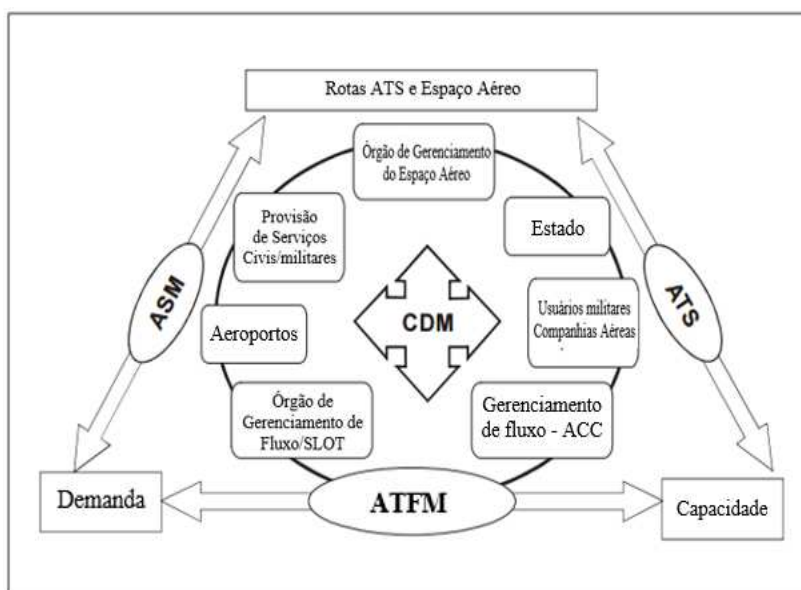 Rotas ATS e Espaço Aéreo
Órgão de Gerenciamento
do Espaço Aéreo
Provisão
de Serviços
Civis/militares
Estado
ASM
ATS
CDM
Aeroportos
Usuários militares
Companhias Aéreas
Órgão de
Gerenciamento de
Fluxo/SLOT
Gerenciamento
de fluxo - ACC
Demanda
ATFM
Capacidade